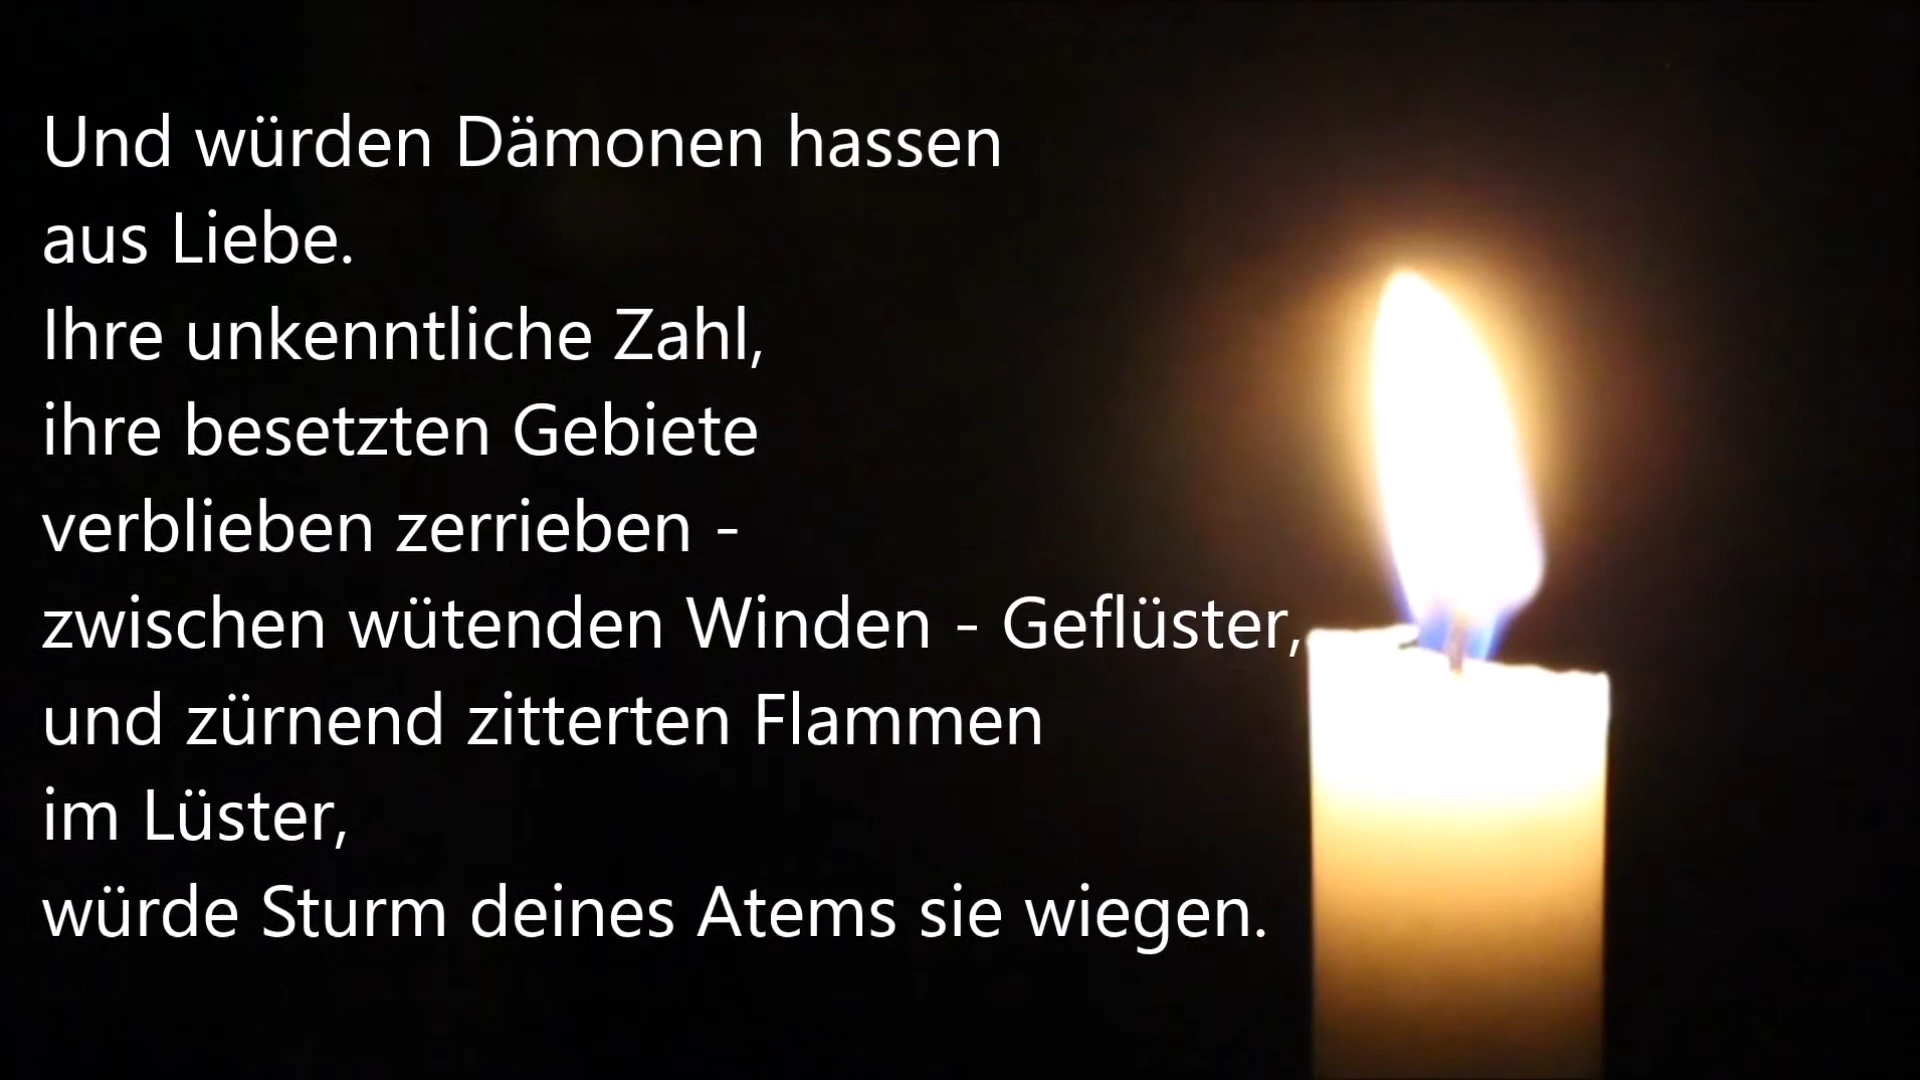 Und würden Dämonen hassen
aus Liebe.
Ihre unkenntliche Zahl,
ihre besetzten Gebiete
verblieben zerrieben -
zwischen wütenden Winden - Geflüster,
und zürnend zitterten Flammen
im Lüster,
würde Sturm deines Atems sie wiegen.